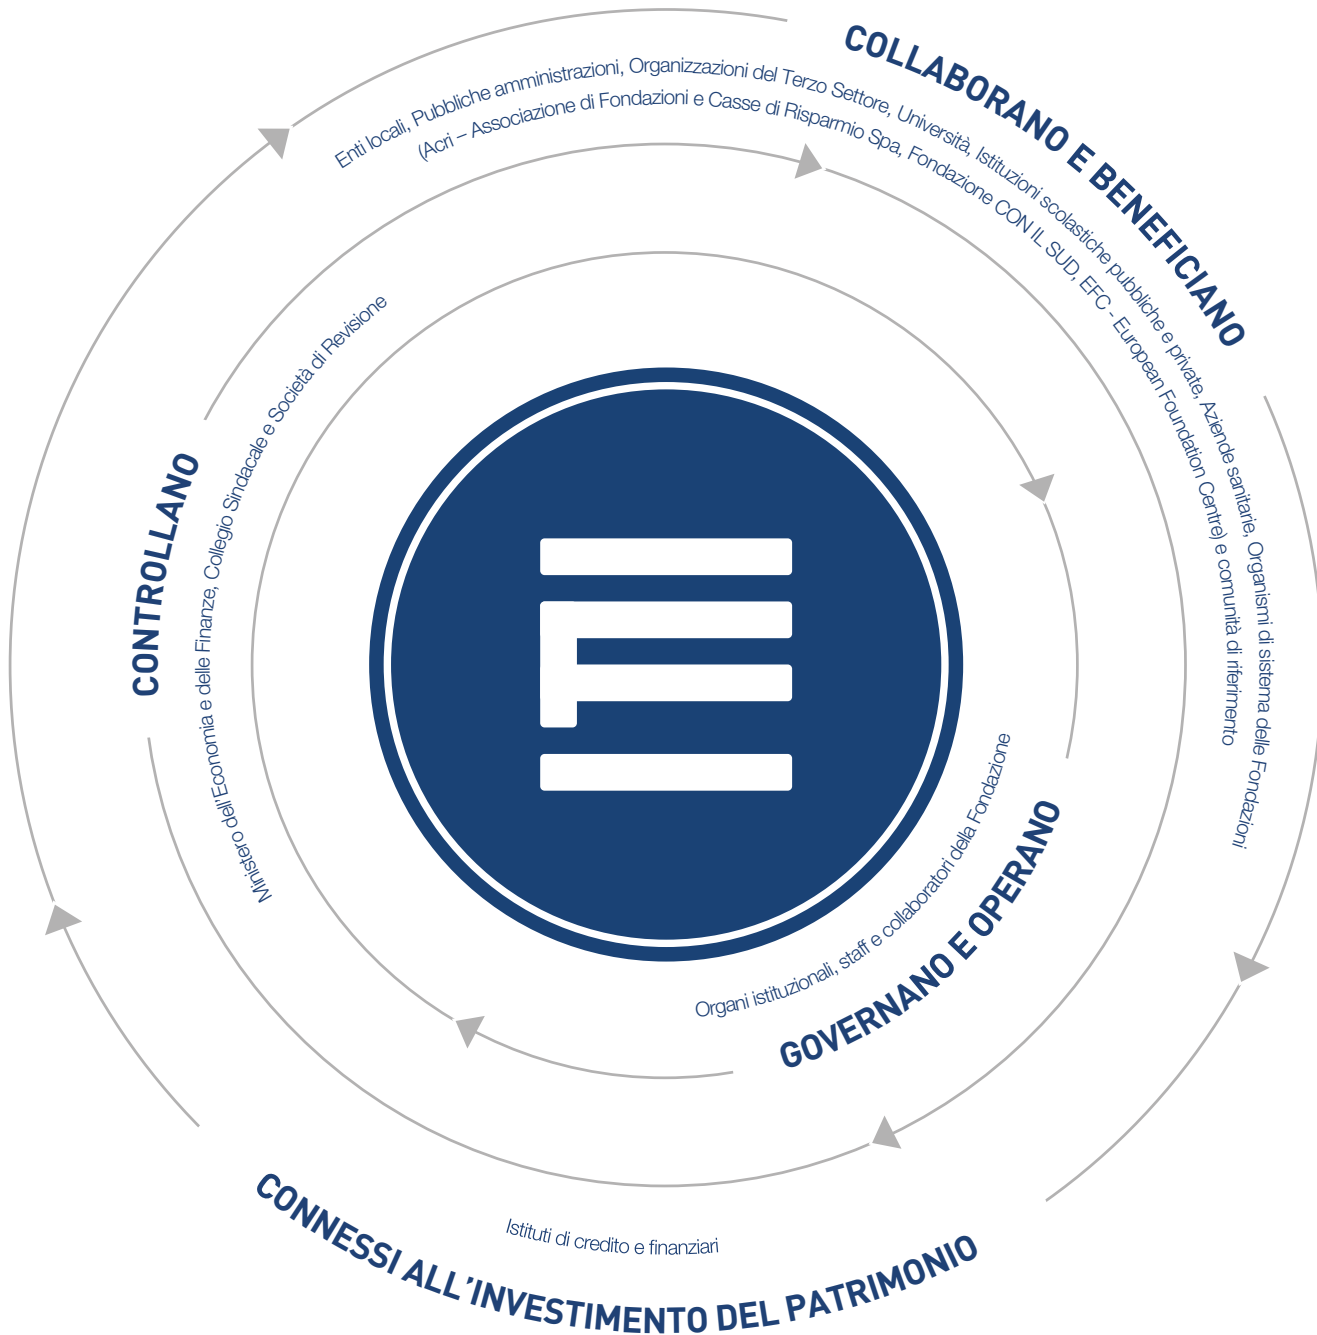 COLLABORANO E BENEFICIANO
Enti locali, Pubbliche amministrazioni, Organizzazioni del Terzo Settore, Università, Istituzioni scolastiche pubbliche e private, Aziende sanitarie, Organismi di sistema delle Fondazioni
(Acri – Associazione di Fondazioni e Casse di Risparmio Spa, Fondazione CON IL SUD, EFC - European Foundation Centre) e comunità di riferimento
CONTROLLANO
Ministero dell'Economia e delle Finanze, Collegio Sindacale e Società di Revisione
Organi istituzionali, staff e collaboratori della Fondazione
GOVERNANO E OPERANO
Istituti di credito e finanziari
CONNESSI ALL'INVESTIMENTO DEL PATRIMONIO